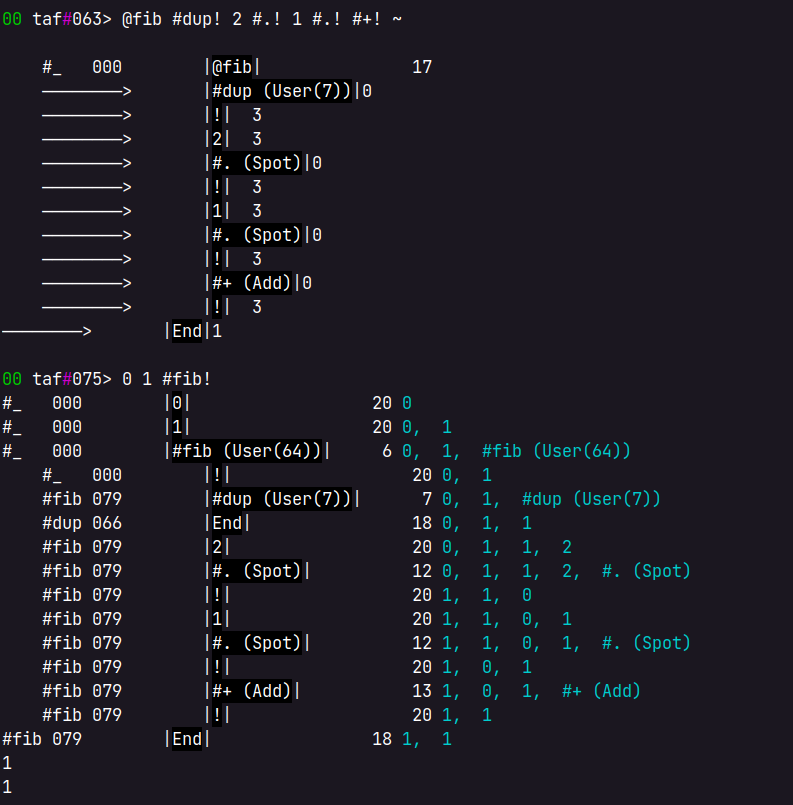 00 taf#063> @fib #dup! 2 #.! 1 #.! #+! ~
#_ 000 |@fib| 17
————————> |#dup (User(7))|0
————————> |!| 3
————————> |2| 3
————————> |#. (Spot)|0
————————> |!| 3
————————> |1| 3
————————> |#. (Spot)|0
————————> |!| 3
————————> |#+ (Add)|0
————————> |!| 3
————————> |End|1
00 taf#075> 0 1 #fib!
#_ 000 |0| 20 0
#_ 000 |1| 20 0, 1
#_ 000 |#fib (User(64))| 6 0, 1, #fib (User(64))
#_ 000 |!| 20 0, 1
#fib 079 |#dup (User(7))| 7 0, 1, #dup (User(7))
#dup 066 |End| 18 0, 1, 1
#fib 079 |2| 20 0, 1, 1, 2
#fib 079 |#. (Spot)| 12 0, 1, 1, 2, #. (Spot)
#fib 079 |!| 20 1, 1, 0
#fib 079 |1| 20 1, 1, 0, 1
#fib 079 |#. (Spot)| 12 1, 1, 0, 1, #. (Spot)
#fib 079 |!| 20 1, 0, 1
#fib 079 |#+ (Add)| 13 1, 0, 1, #+ (Add)
#fib 079 |!| 20 1, 1
#fib 079 |End| 18 1, 1
1
1